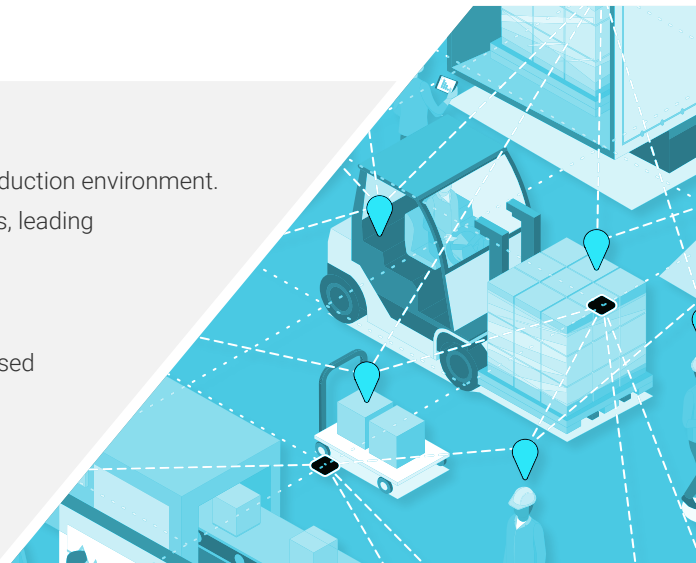 duction environment.
s, leading
sed